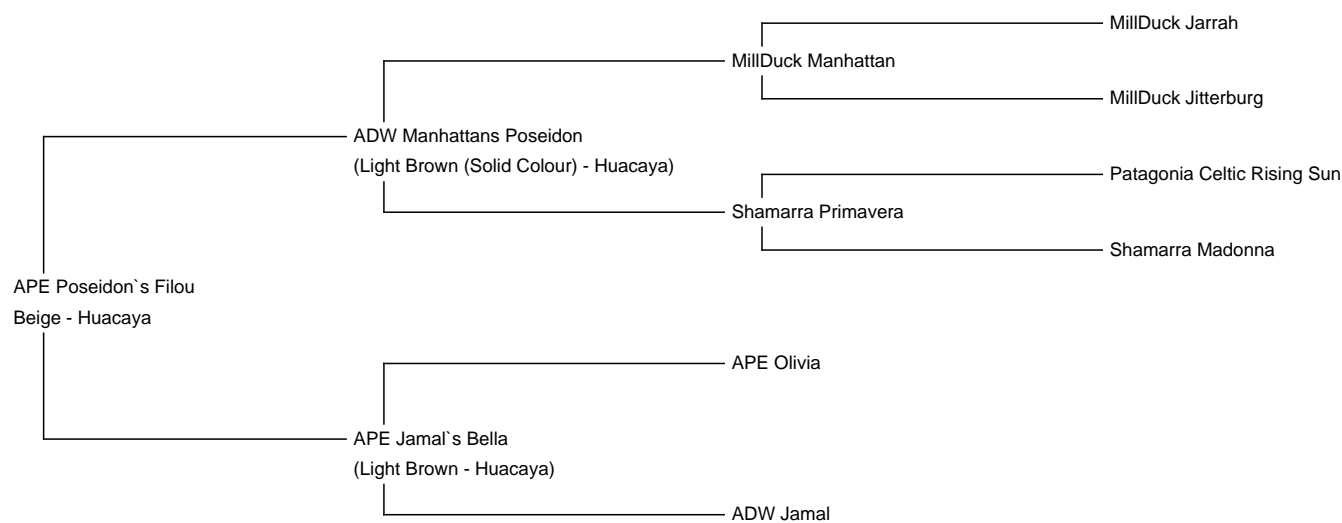 MillDuck Jarrah
MillDuck Manhattan
MillDuck Jitterburg
ADW Manhattans Poseidon
(Light Brown (Solid Colour) - Huacaya)
Patagonia Celtic Rising Sun
Shamarra Primavera
Shamarra Madonna
APE Poseidon`s Filou
Beige - Huacaya
APE Olivia
APE Jamal`s Bella
(Light Brown - Huacaya)
ADW Jamal